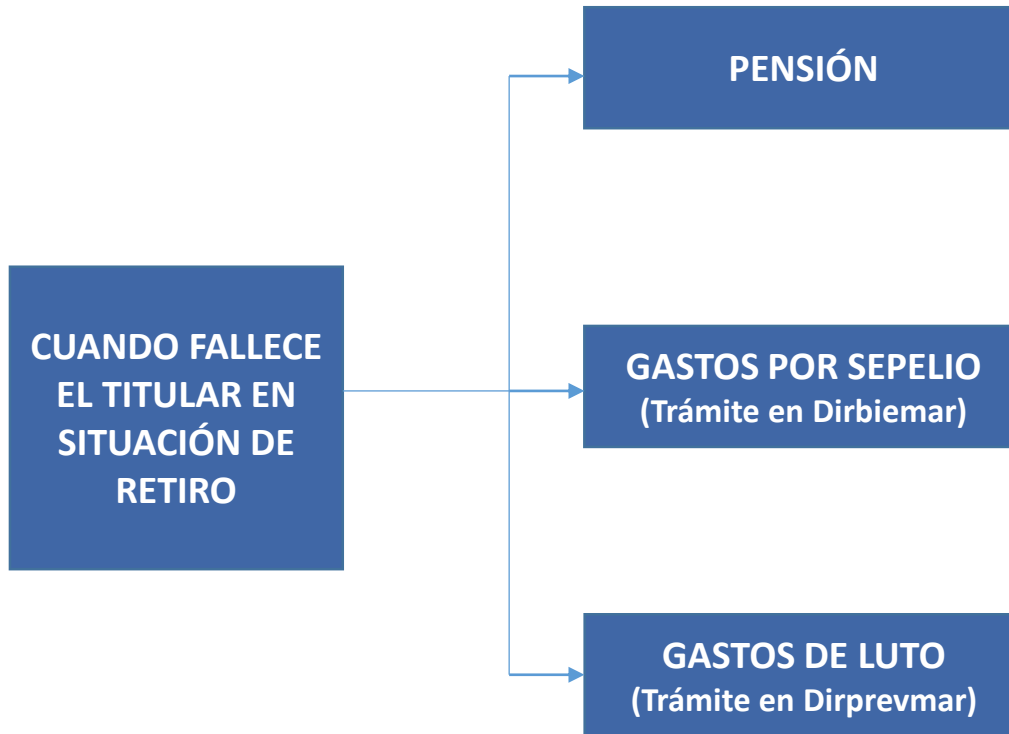 PENSIÓN
CUANDO FALLECE
EL TITULAR EN
SITUACIÓN DE
RETIRO
GASTOS POR SEPELIO
(Trámite en Dirbiemar)
GASTOS DE LUTO
(Trámite en Dirprevmar)